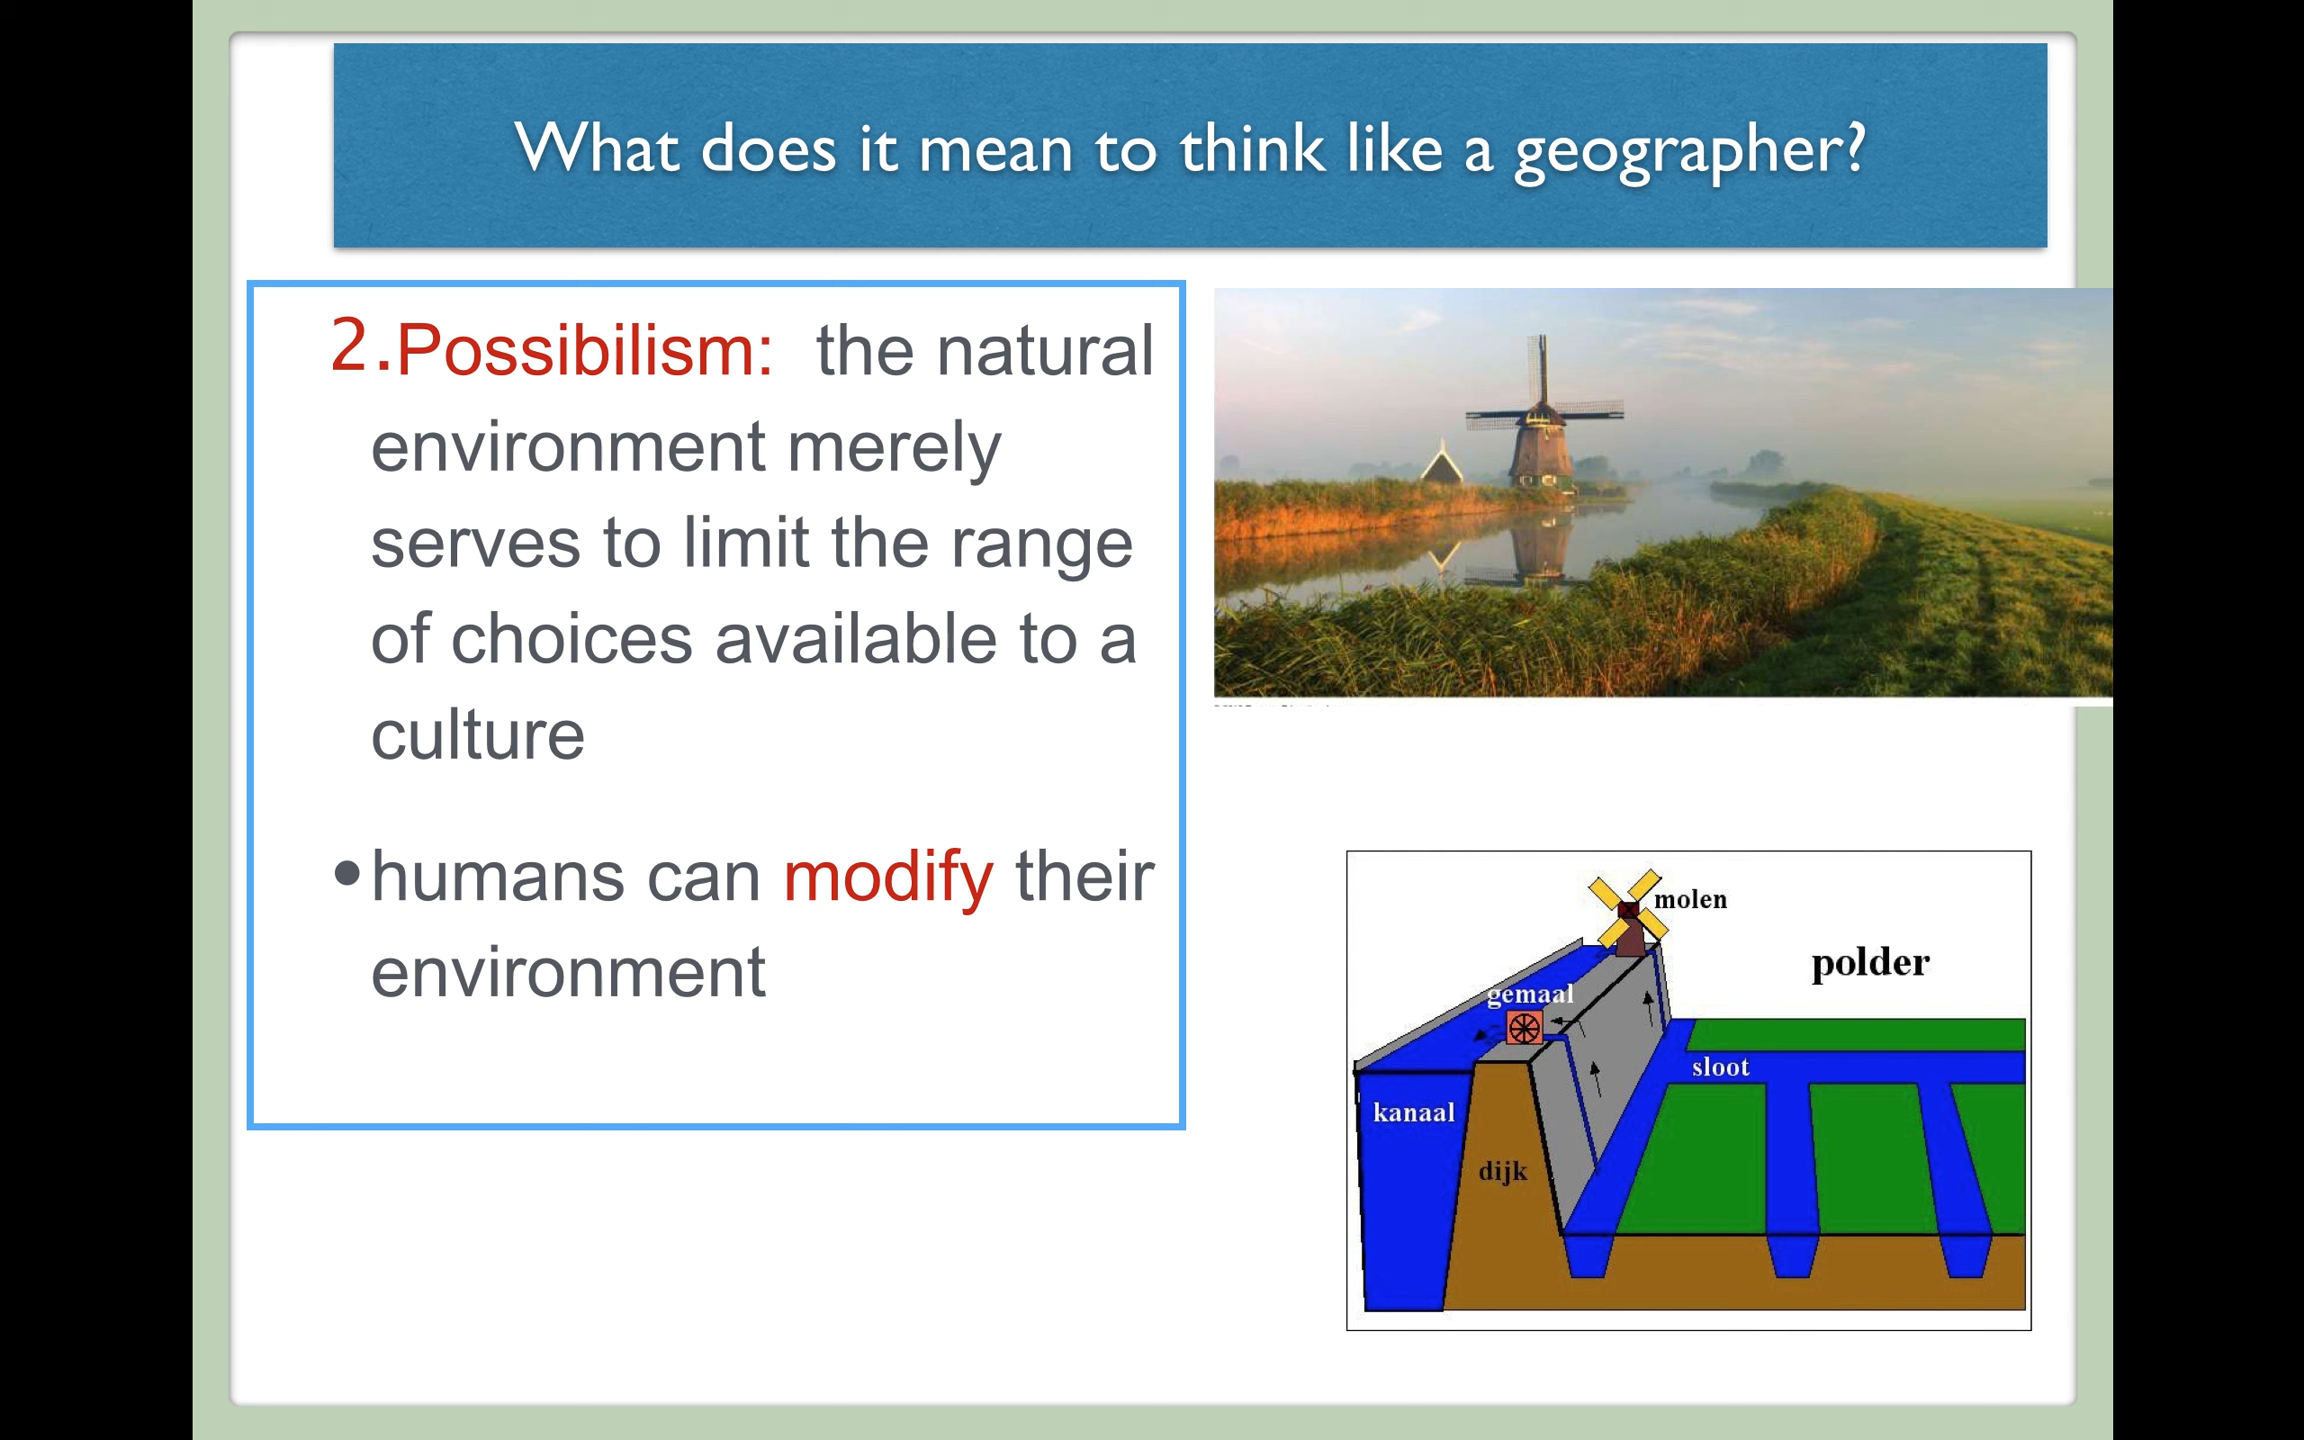 What does it mean to think like a geographer?
2.Possibilism: the natural
environment merely
serves to limit the range
of choices available to a
culture
•humans can modify their
environment
molen
polder
gemaal
sloot
kanaal
dijk